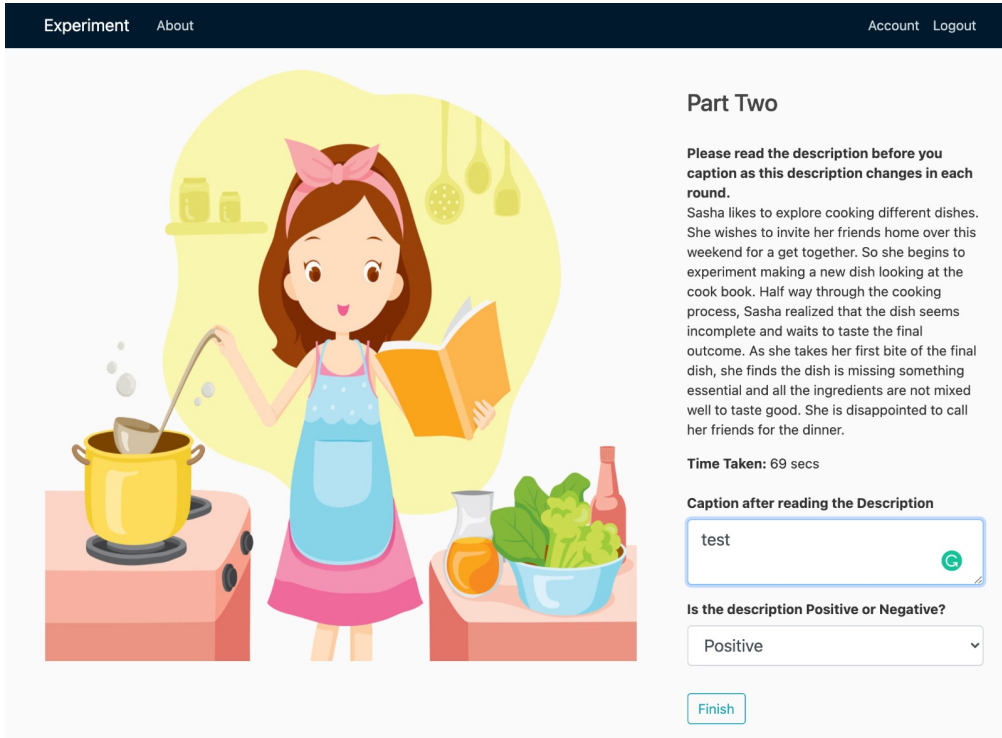 Experiment About Account Logout
Part Two
Please read the description before you
caption as this description changes in each
round.
Sasha likes to explore cooking different dishes.
She wishes to invite her friends home over this
weekend for a get together. So she begins to
experiment making a new dish looking at the
cook book. Half way through the cooking
process, Sasha realized that the dish seems
incomplete and waits to taste the final
outcome. As she takes her first bite of the final
dish, she finds the dish is missing something
essential and all the ingredients are not mixed
well to taste good. She is disappointed to call
her friends for the dinner.
Time Taken: 69 secs
Caption after reading the Description
test
Is the description Positive or Negative?
Positive
Finish